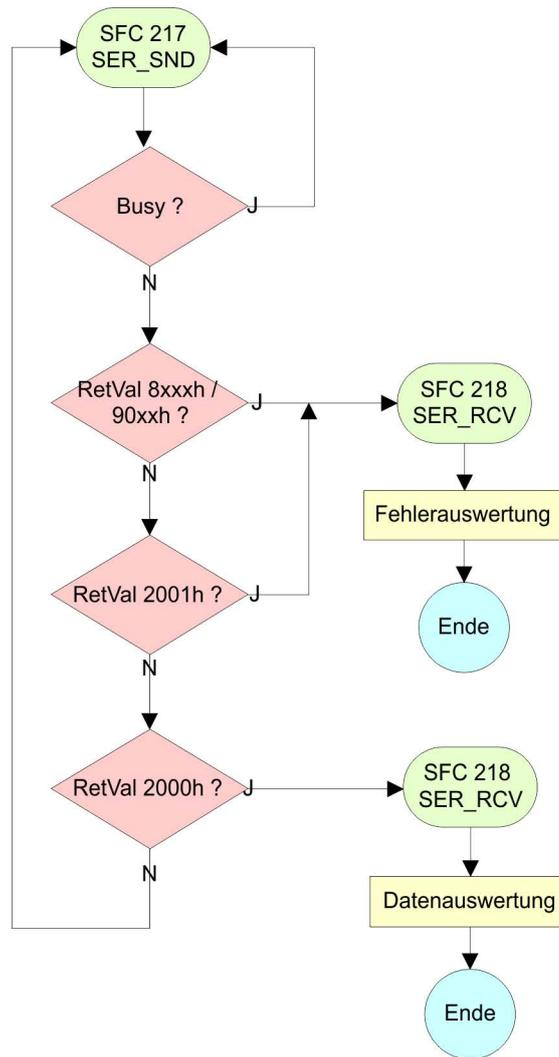 SFC 217
SER_SND
Busy ?
J
N
RetVal 8xxxh /
90xxh ?
J
SFC 218
SER_RCV
N
Fehlerauswertung
RetVal 2001h ?
J
Ende
N
RetVal 2000h ?
J
SFC 218
SER_RCV
N
Datenauswertung
Ende